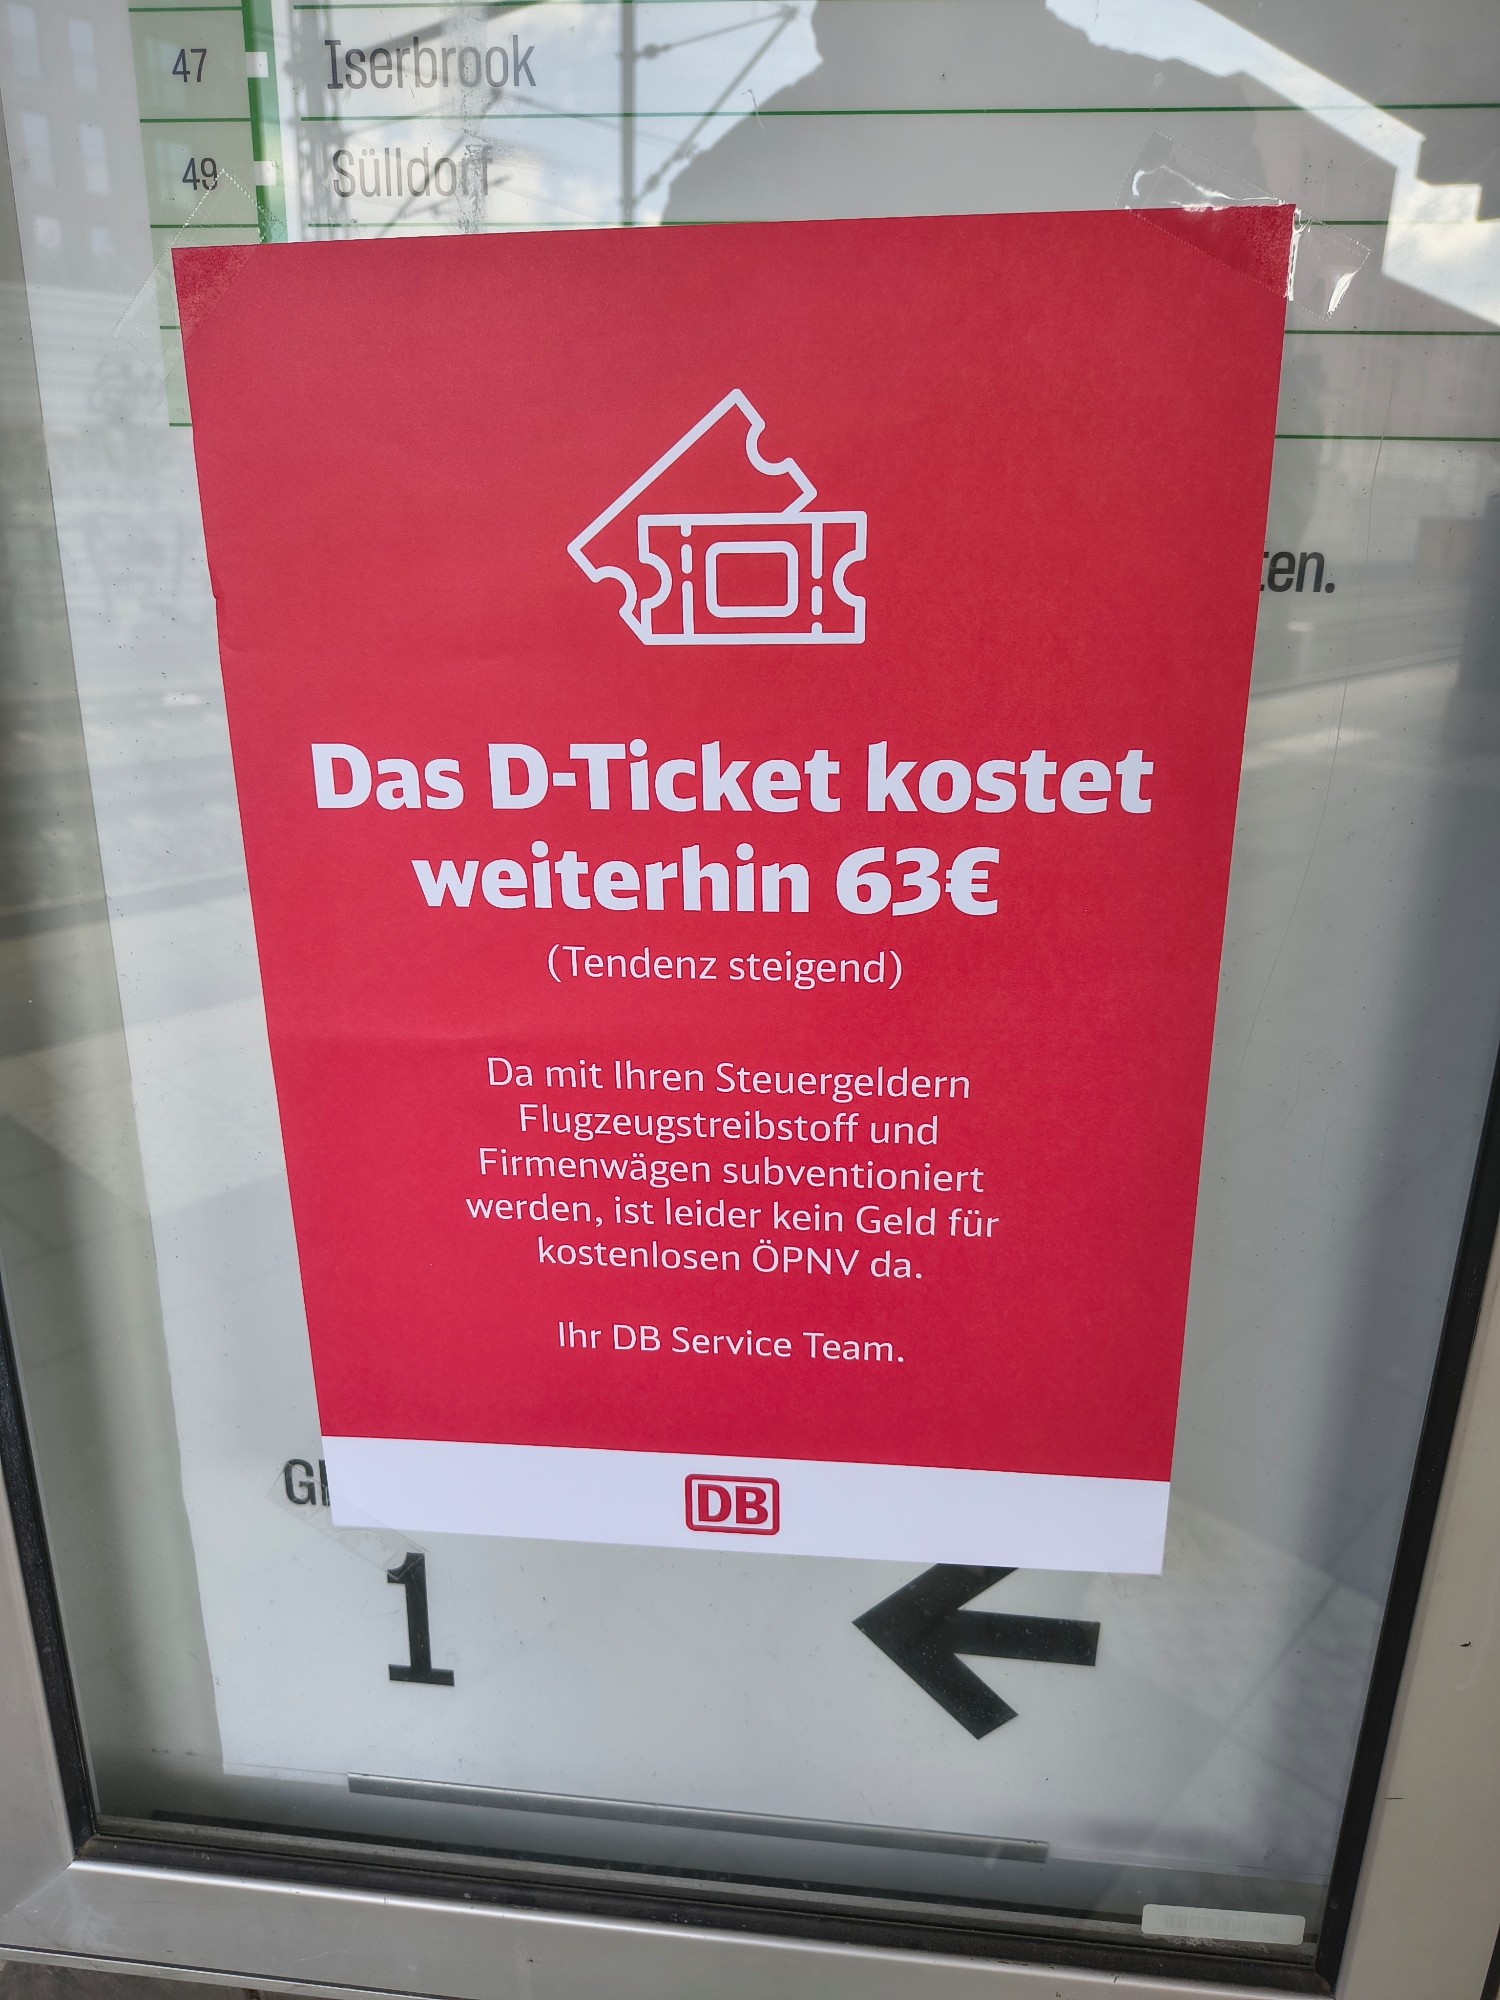 47 Iserbrook
49 Sülldorf
ten.
Das D-Ticket kostet
weiterhin 63€
(Tendenz steigend)
Da mit Ihren Steuergeldern
Flugzeugstreibstoff und
Firmenwägen subventioniert
werden, ist leider kein Geld für
kostenlosen ÖPNV da.
Ihr DB Service Team.
DB
1